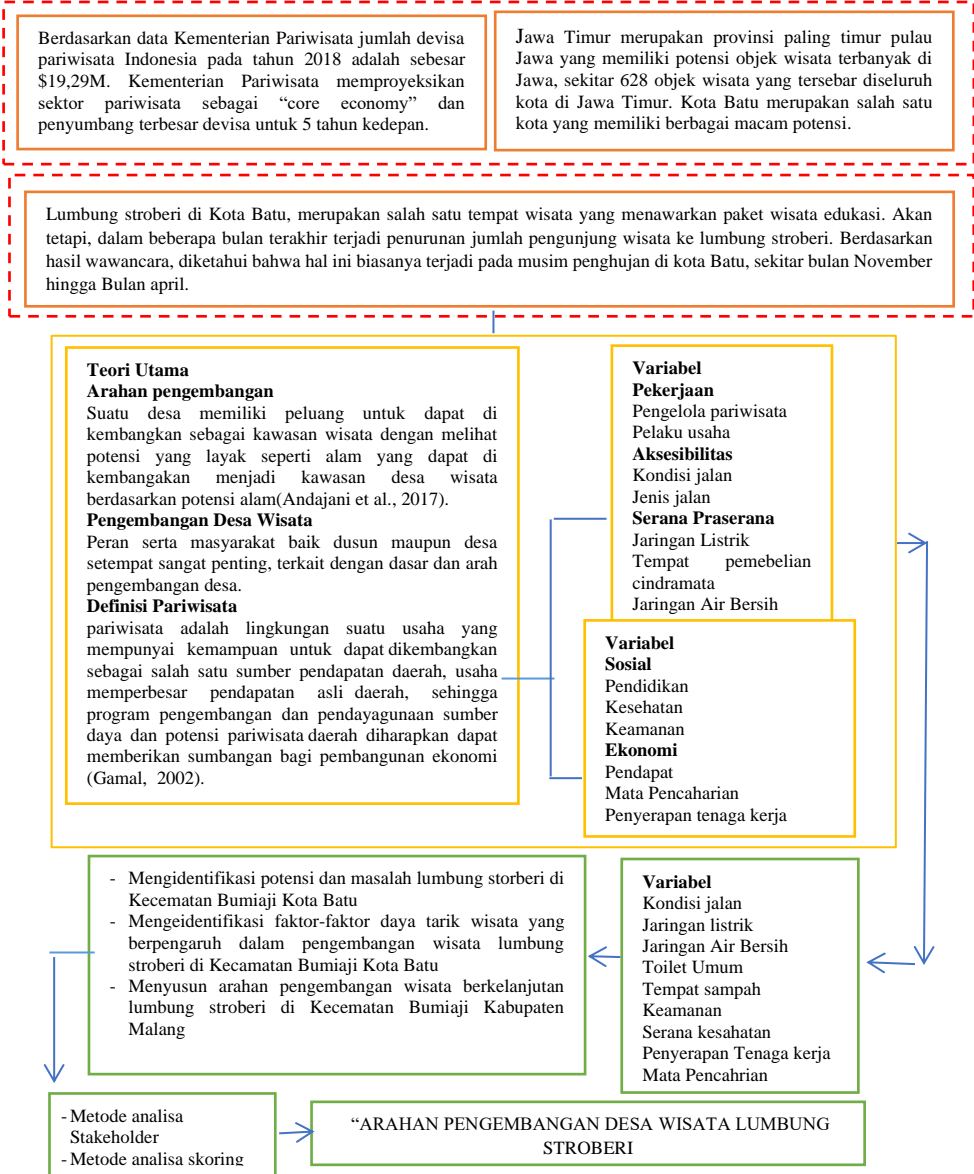 Berdasarkan data Kementerian Pariwisata jumlah devisa
pariwisata Indonesia pada tahun 2018 adalah sebesar
$19,29M. Kementerian Pariwisata memproyeksikan
sektor pariwisata sebagai “core economy” dan
penyumbang terbesar devisa untuk 5 tahun kedepan.
Jawa Timur merupakan provinsi paling timur pulau
Jawa yang memiliki potensi objek wisata terbanyak di
Jawa, sekitar 628 objek wisata yang tersebar diseluruh
kota di Jawa Timur. Kota Batu merupakan salah satu
kota yang memiliki berbagai macam potensi.
Lumbung stroberi di Kota Batu, merupakan salah satu tempat wisata yang menawarkan paket wisata edukasi. Akan
tetapi, dalam beberapa bulan terakhir terjadi penurunan jumlah pengunjung wisata ke lumbung stroberi. Berdasarkan
hasil wawancara, diketahui bahwa hal ini biasanya terjadi pada musim penghujan di kota Batu, sekitar bulan November
hingga Bulan april.
Teori Utama
Arahan pengembangan
Suatu desa memiliki peluang untuk dapat di
kembangkan sebagai kawasan wisata dengan melihat
potensi yang layak seperti alam yang dapat di
kembangakan menjadi kawasan desa wisata
berdasarkan potensi alam(Andajani et al., 2017).
Pengembangan Desa Wisata
Peran serta masyarakat baik dusun maupun desa
setempat sangat penting, terkait dengan dasar dan arah
pengembangan desa.
Definisi Pariwisata
pariwisata adalah lingkungan suatu usaha yang
mempunyai kemampuan untuk dapat dikembangkan
sebagai salah satu sumber pendapatan daerah, usaha
memperbesar pendapatan asli daerah, sehingga
program pengembangan dan pendayagunaan sumber
daya dan potensi pariwisata daerah diharapkan dapat
memberikan sumbangan bagi pembangunan ekonomi
(Gamal, 2002).
Variabel
Pekerjaan
Pengelola pariwisata
Pelaku usaha
Aksesibilitas
Kondisi jalan
Jenis jalan
Serana Praserana
Jaringan Listrik
Tempat pemebelian
cindramata
Jaringan Air Bersih
Variabel
Sosial
Pendidikan
Kesehatan
Keamanan
Ekonomi
Pendapat
Mata Pencaharian
Penyerapan tenaga kerja
- Mengidentifikasi potensi dan masalah lumbung storberi di
Kecematan Bumiaji Kota Batu
- Mengeidentifikasi faktor-faktor daya tarik wisata yang
berpengaruh dalam pengembangan wisata lumbung
stroberi di Kecamatan Bumiaji Kota Batu
- Menyusun arahan pengembangan wisata berkelanjutan
lumbung stroberi di Kecematan Bumiaji Kabupaten
Malang
Variabel
Kondisi jalan
Jaringan listrik
Jaringan Air Bersih
Toilet Umum
Tempat sampah
Keamanan
Serana kesahatan
Penyerapan Tenaga kerja
Mata Pencahrian
- Metode analisa
Stakeholder
- Metode analisa skoring
“ARAHAN PENGEMBANGAN DESA WISATA LUMBUNG
STROBERI